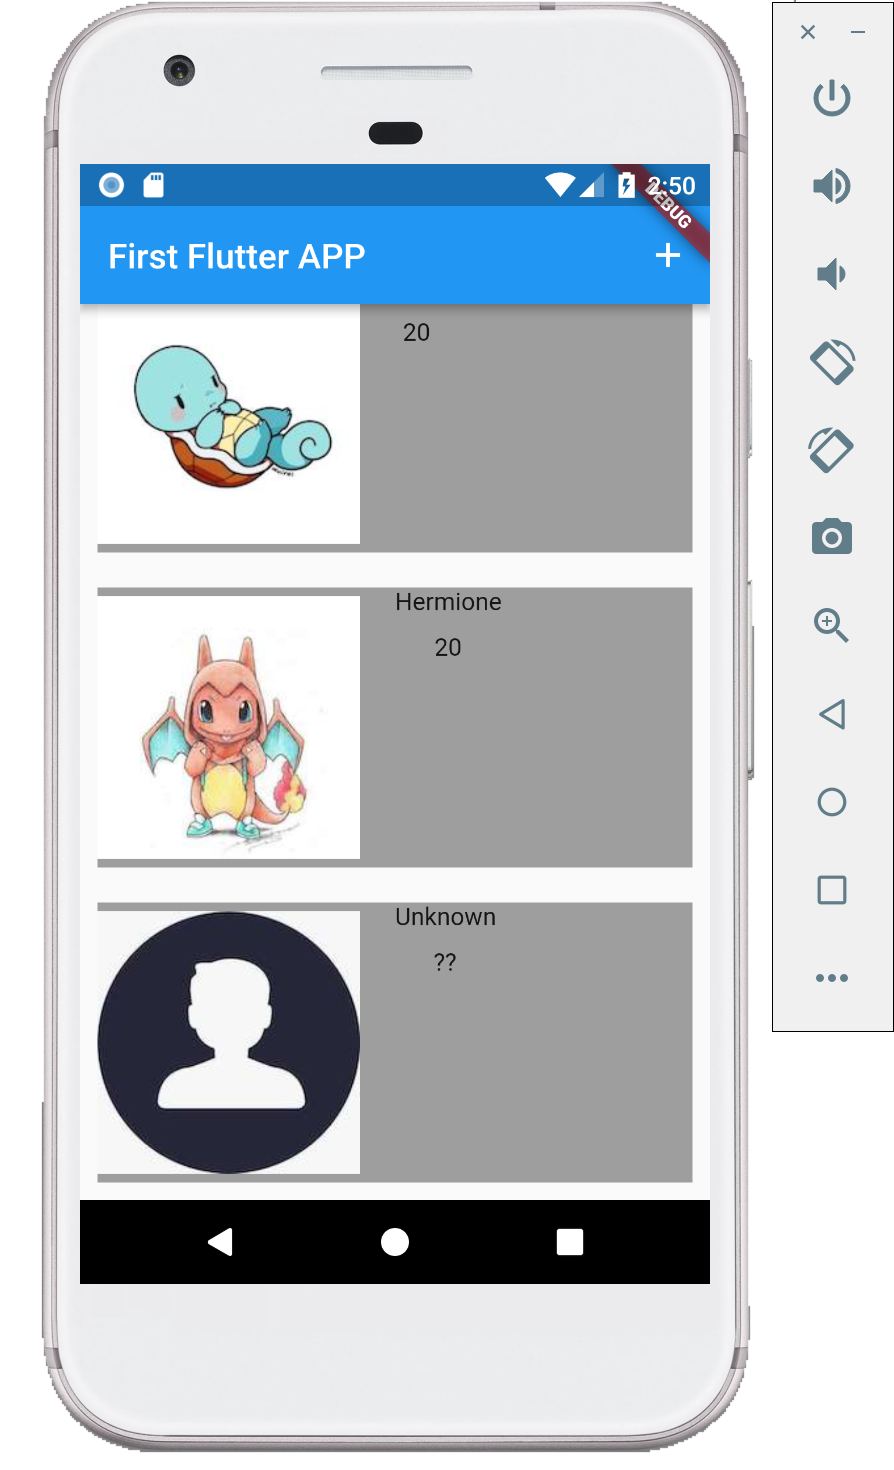 2:50
DEBUG
First Flutter APP
20
Hermione
20
Unknown
??